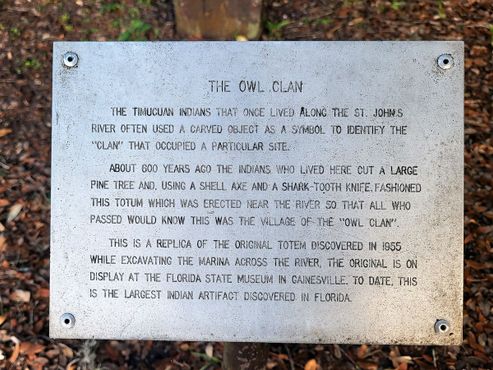 THE OWL CLAN
THE TIMUCUAN INDIANS THAT ONCE LIVED ALONG THE ST. JOHN,S
RIVER OFTEN USED A CARVED OBJECT AS A SYMBOL TO IDENTIFY THE
"CLAN" THAT OCCUPIED A PARTICULAR SITE.
ABOUT 600 YEARS AGO THE INDIANS WHO LIVED HERE CUT A LARGE
PINE TREE AND, USING A SHELL AXE AND A SHARK-TOOTH KNIFE, FASHIONED
THIS TOTUM WHICH WAS ERECTED NEAR THE RIVER SO THAT ALL WHO
PASSED WOULD KNOW THIS WAS THE VILLAGE OF THE "OWL CLAN".
THIS IS A REPLICA OF THE ORIGINAL TOTEM DISCOVERED IN 1955
WHILE EXCAVATING THE MARINA ACROSS THE RIVER, THE ORIGINAL IS ON
DISPLAY AT THE FLORIDA STATE MUSEUM IN GAINESVILLE. TO DATE, THIS
IS THE LARGEST INDIAN ARTIFACT DISCOVERED IN FLORIDA.